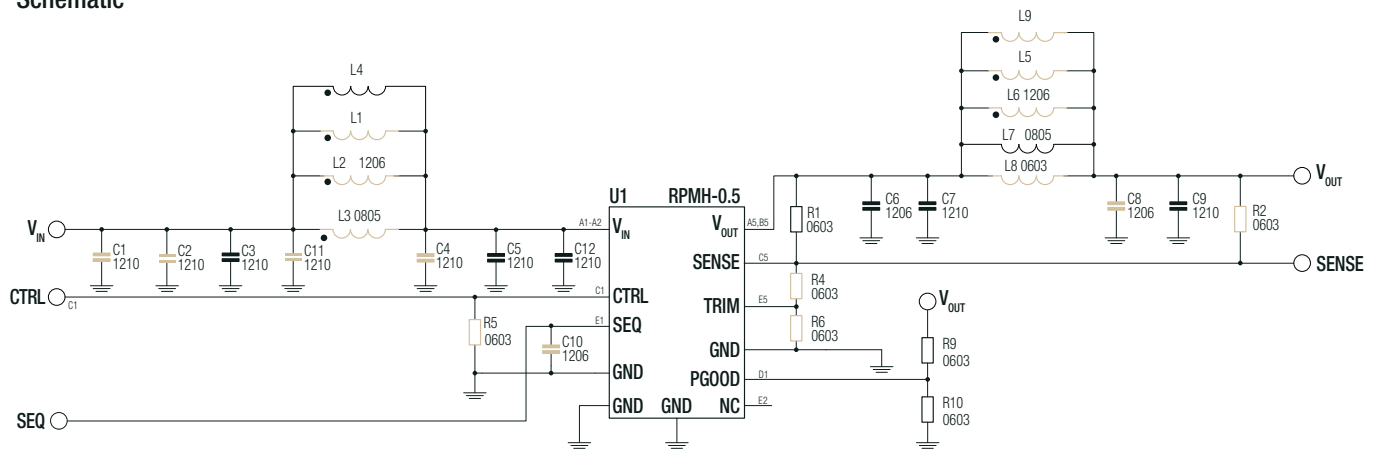 Schematic
L4
L1
L2 1206
L3 0805
V_IN
C1
1210
C2
1210
C3
1210
C11
1210
C4
1210
C5
1210
C12
1210
CTRL
C1
R5
0603
C10
1206
SEQ
U1 RPMH-0.5
A1-A2
V_IN
C1
CTRL
E1
SEQ
GND
GND
GND
V_OUT
A5,B5
SENSE
C5
TRIM
E5
GND
PGOOD
D1
NC
E2
R1
0603
R4
0603
R6
0603
C6
1206
C7
1210
L9
L5
L6 1206
L7 0805
L8 0603
C8
1206
C9
1210
R2
0603
V_OUT
SENSE
V_OUT
R9
0603
R10
0603